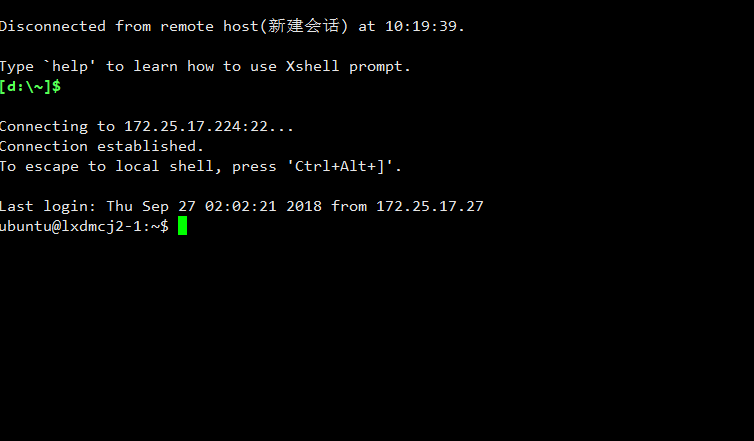 Disconnected from remote host(新建会话) at 10:19:39.
Type `help' to learn how to use Xshell prompt.
[d:\~]$
Connecting to 172.25.17.224:22...
Connection established.
To escape to local shell, press 'Ctrl+Alt+]'.
Last login: Thu Sep 27 02:02:21 2018 from 172.25.17.27
ubuntu@lxdmcj2-1:~$